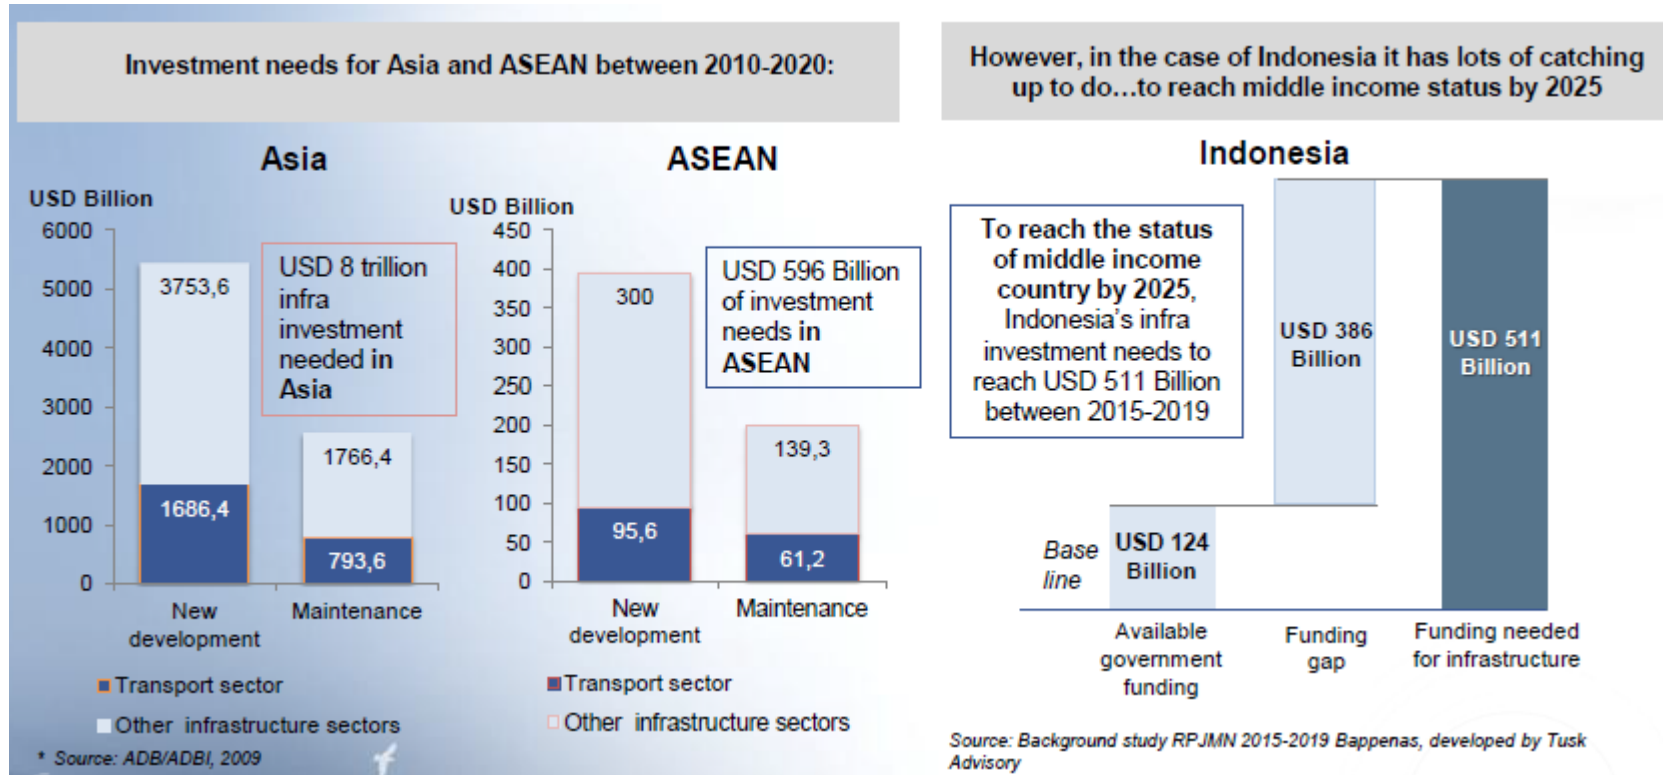 Investment needs for Asia and ASEAN between 2010-2020:
Asia
USD Billion
6000
5000
4000
3000
2000
1000
0
3753,6
1686,4
1766,4
793,6
USD 8 trillion
infra
investment
needed in
Asia
New
development
Maintenance
Transport sector
Other infrastructure sectors
* Source: ADB/ADBI, 2009
ASEAN
USD Billion
450
400
350
300
250
200
150
100
50
0
300
95,6
139,3
61,2
USD 596 Billion
of investment
needs in
ASEAN
New
development
Maintenance
Transport sector
Other infrastructure sectors
However, in the case of Indonesia it has lots of catching
up to do…to reach middle income status by 2025
Indonesia
To reach the status
of middle income
country by 2025,
Indonesia's infra
investment needs to
reach USD 511 Billion
between 2015-2019
Base
line
USD 124
Billion
USD 386
Billion
USD 511
Billion
Available
government
funding
Funding
gap
Funding needed
for infrastructure
Source: Background study RPJMN 2015-2019 Bappenas, developed by Tusk
Advisory